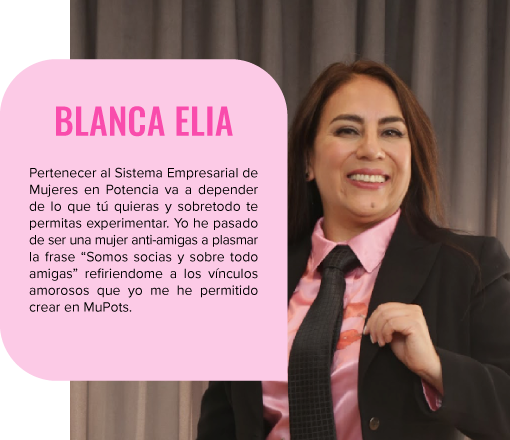 BLANCA ELIA
Pertenecer al Sistema Empresarial de
Mujeres en Potencia va a depender
de lo que tú quieras y sobretodo te
permitas experimentar. Yo he pasado
de ser una mujer anti-amigas a plasmar
la frase “Somos socias y sobre todo
amigas” refiriendome a los vínculos
amorosos que yo me he permitido
crear en MuPots.